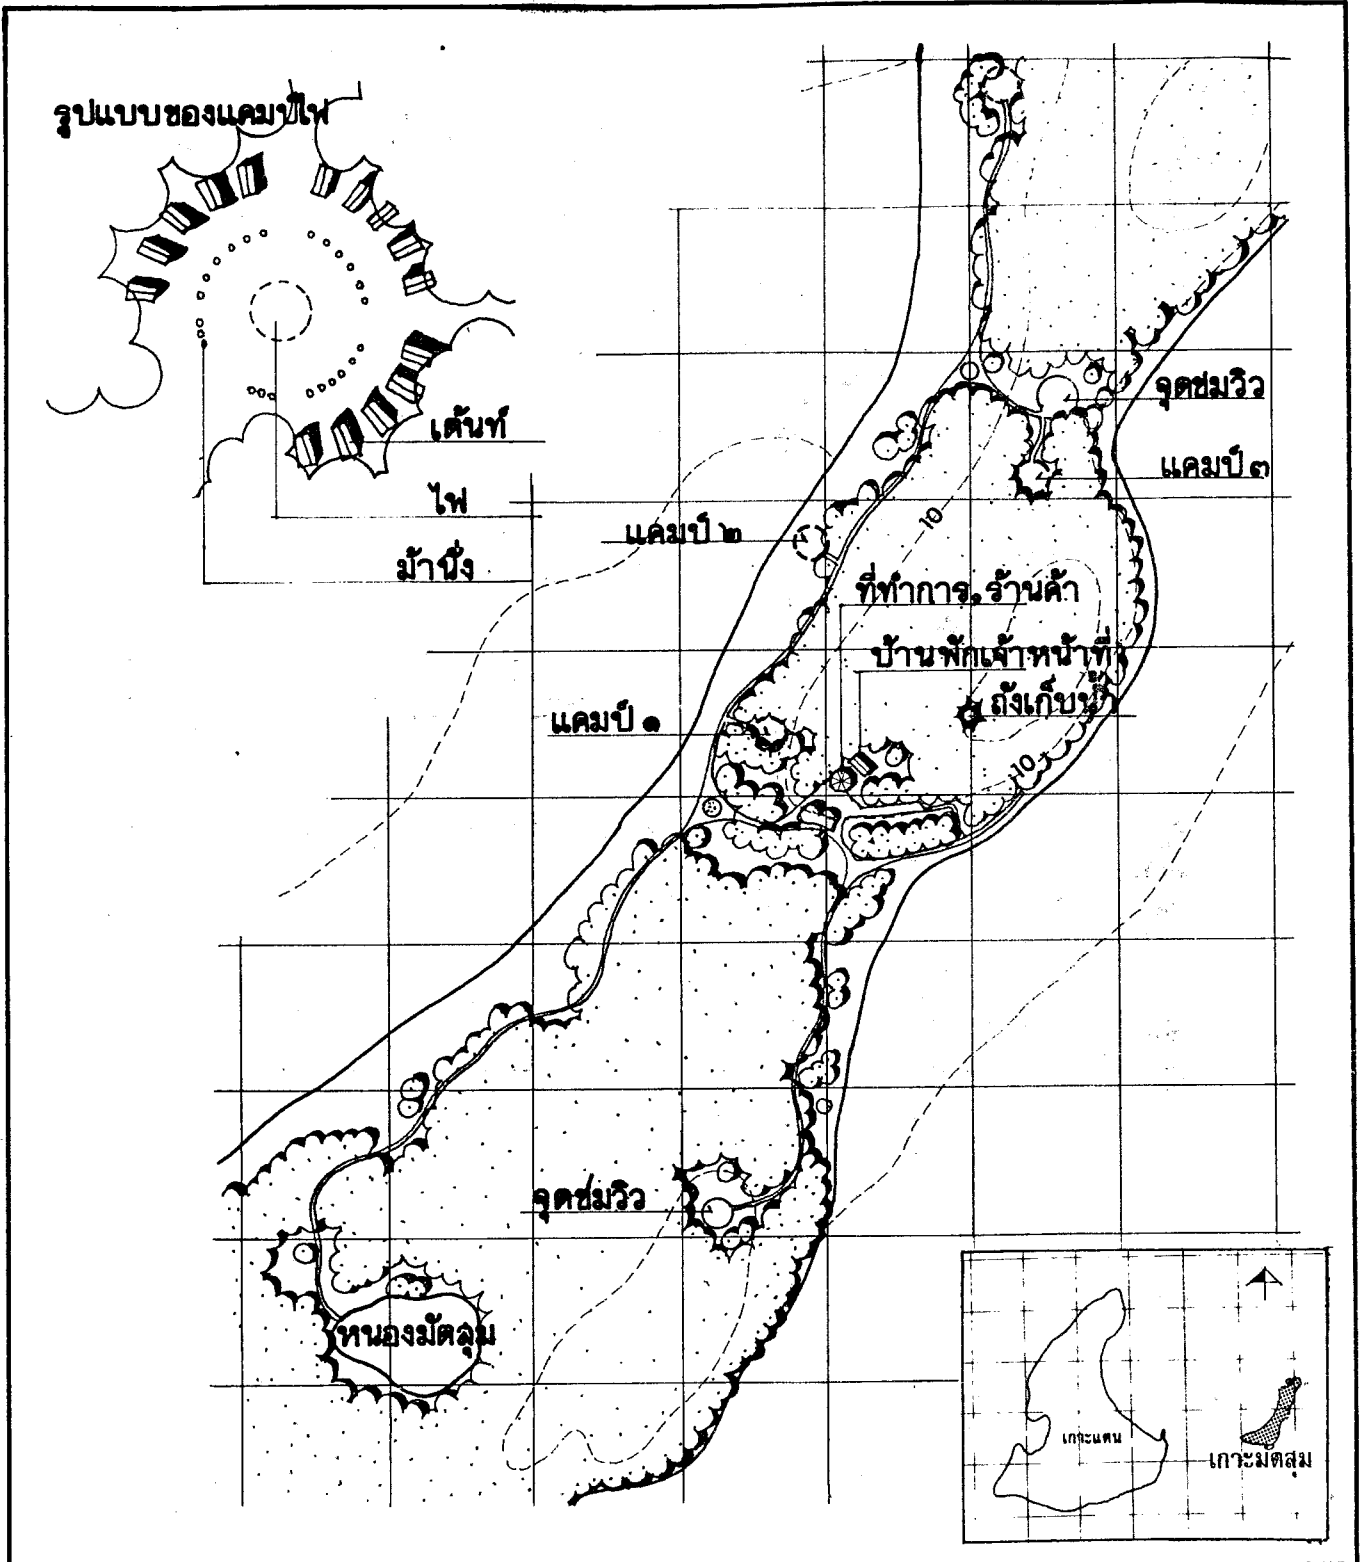 รูปแบบของแคมป์ไฟ
เต้นท์
ไฟ
ม้านั่ง
จุดชมวิว
แคมป์ ๓
10
แคมป์ ๒
ที่ทำการ, ร้านค้า
บ้านพักเจ้าหน้าที่
ถังเก็บน้ำ
แคมป์ ๑
10
จุดชมวิว
หนองมัตสุม
เกาะแตน
เกาะมัตสุม